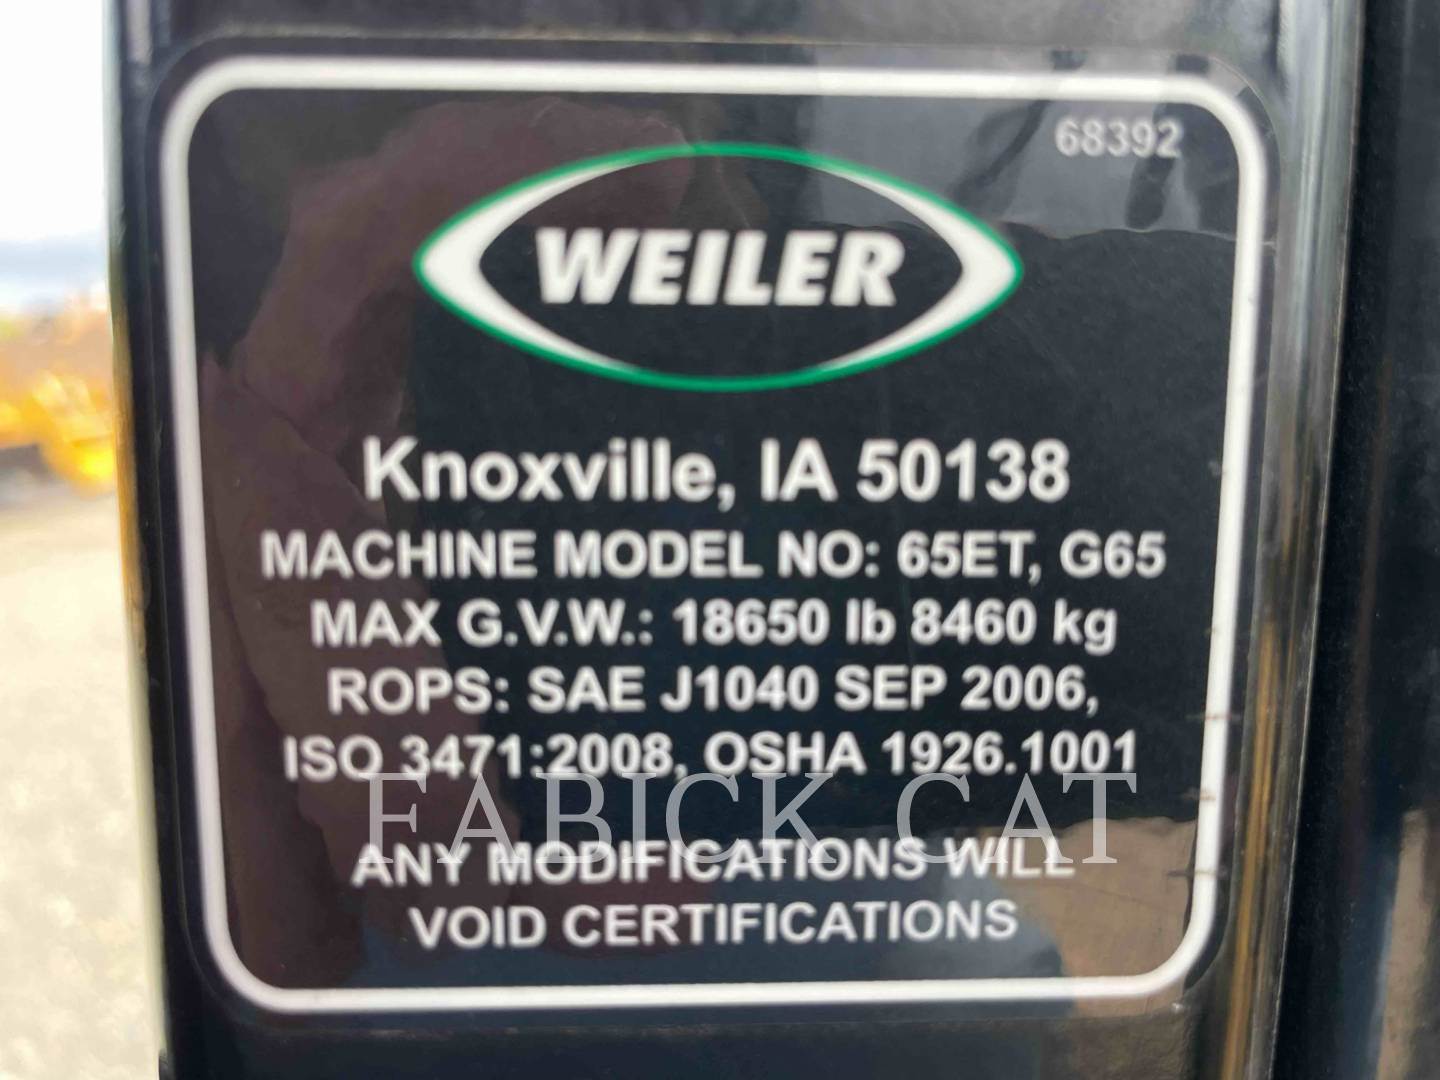 68392
WEILER
Knoxville, IA 50138
MACHINE MODEL NO: 65ET, G65
MAX G.V.W.: 18650 lb 8460 kg
ROPS: SAE J1040 SEP 2006,
ISO 3471:2008, OSHA 1926.1001
FABICK CAT
ANY MODIFICATIONS WILL
VOID CERTIFICATIONS